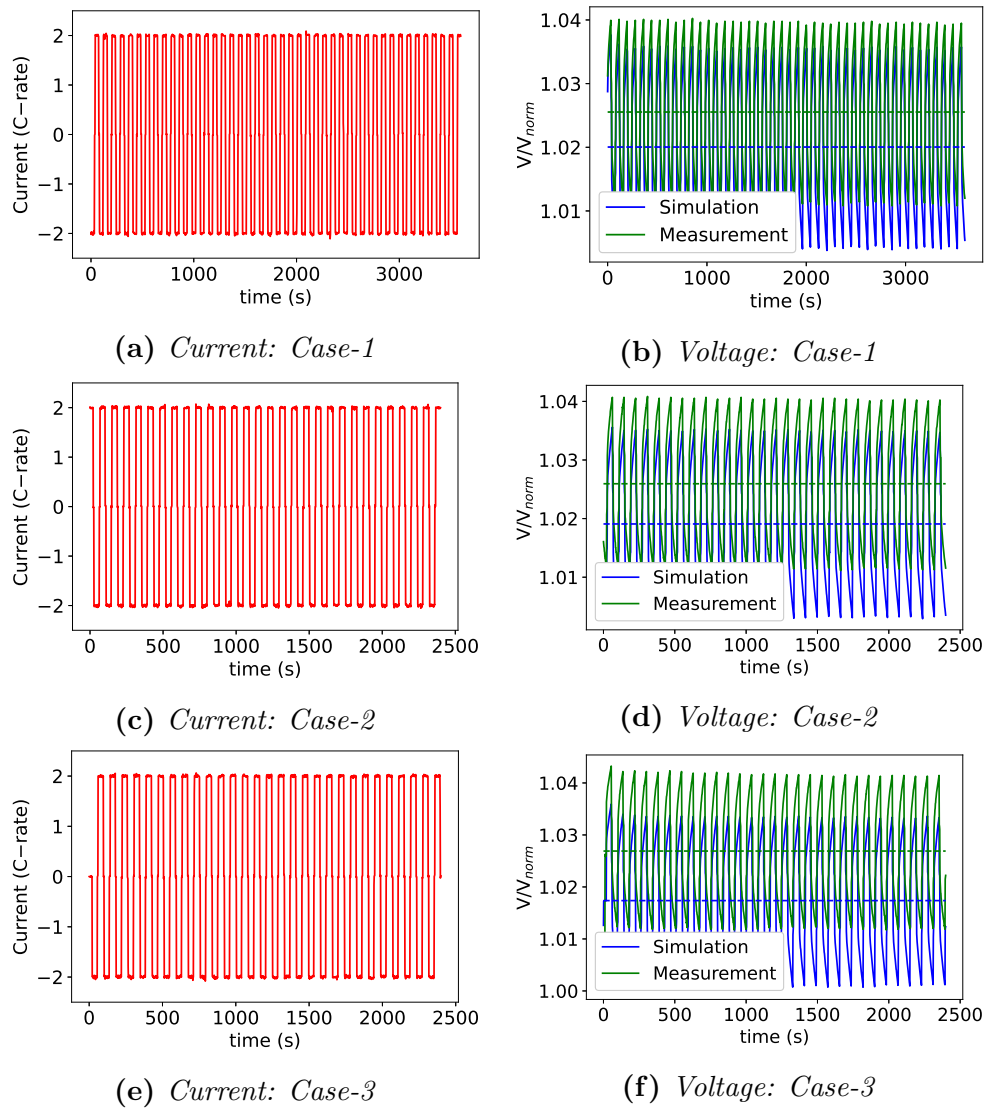 2
1
0
−1
−2
Current (C−rate)
0 1000 2000 3000
time (s)
(a) Current: Case-1
1.04
1.03
1.02
1.01
V/Vnorm
Simulation
Measurement
0 1000 2000 3000
time (s)
(b) Voltage: Case-1
2
1
0
−1
−2
Current (C−rate)
0 500 1000 1500 2000 2500
time (s)
(c) Current: Case-2
1.04
1.03
1.02
1.01
V/Vnorm
Simulation
Measurement
0 500 1000 1500 2000 2500
time (s)
(d) Voltage: Case-2
2
1
0
−1
−2
Current (C−rate)
0 500 1000 1500 2000 2500
time (s)
(e) Current: Case-3
1.04
1.03
1.02
1.01
1.00
V/Vnorm
Simulation
Measurement
0 500 1000 1500 2000 2500
time (s)
(f) Voltage: Case-3